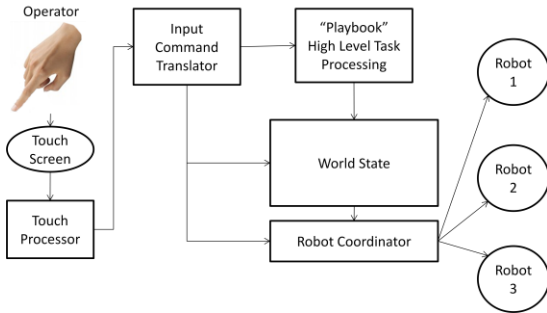 Operator
Touch
Screen
Touch
Processor
Input
Command
Translator
“Playbook”
High Level Task
Processing
World State
Robot Coordinator
Robot
1
Robot
2
Robot
3